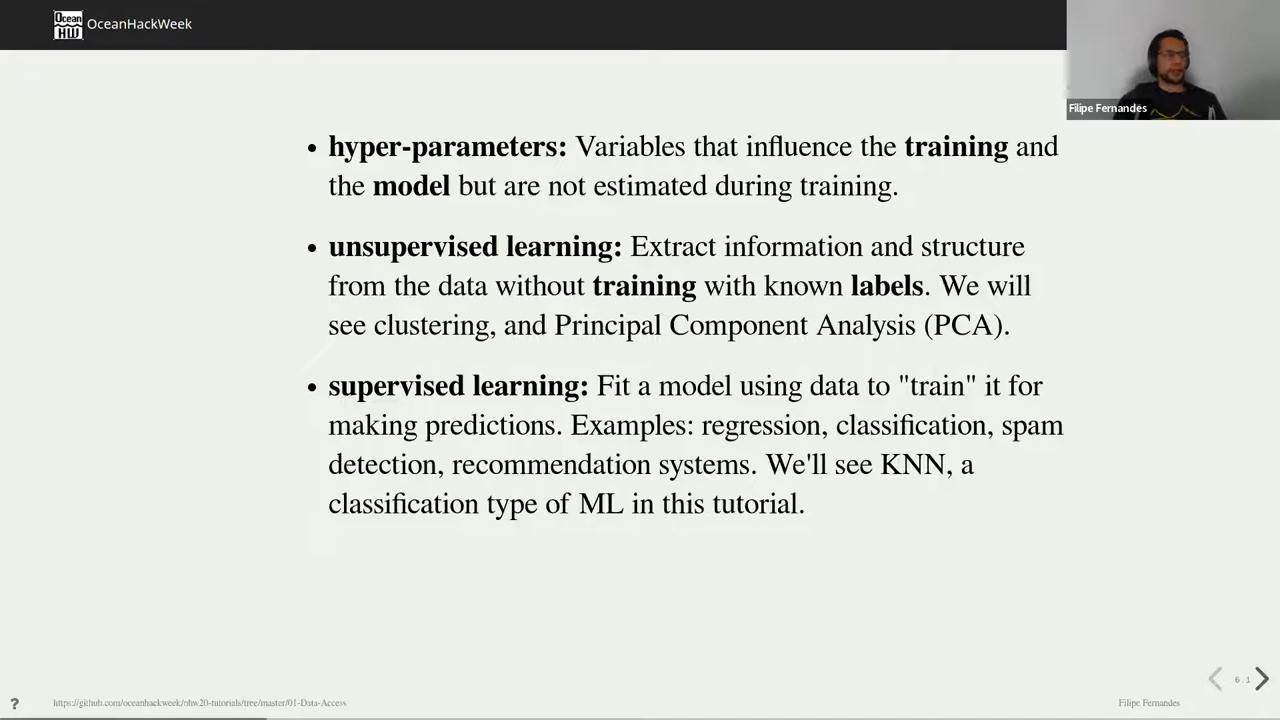 Ocean
HW
OceanHackWeek
Filipe Fernandes
• hyper-parameters: Variables that influence the training and
the model but are not estimated during training.
• unsupervised learning: Extract information and structure
from the data without training with known labels. We will
see clustering, and Principal Component Analysis (PCA).
• supervised learning: Fit a model using data to "train" it for
making predictions. Examples: regression, classification, spam
detection, recommendation systems. We'll see KNN, a
classification type of ML in this tutorial.
6.1
?
https://github.com/oceanhackweek/ohw20-tutorials/tree/master/01-Data-Access
Filipe Fernandes